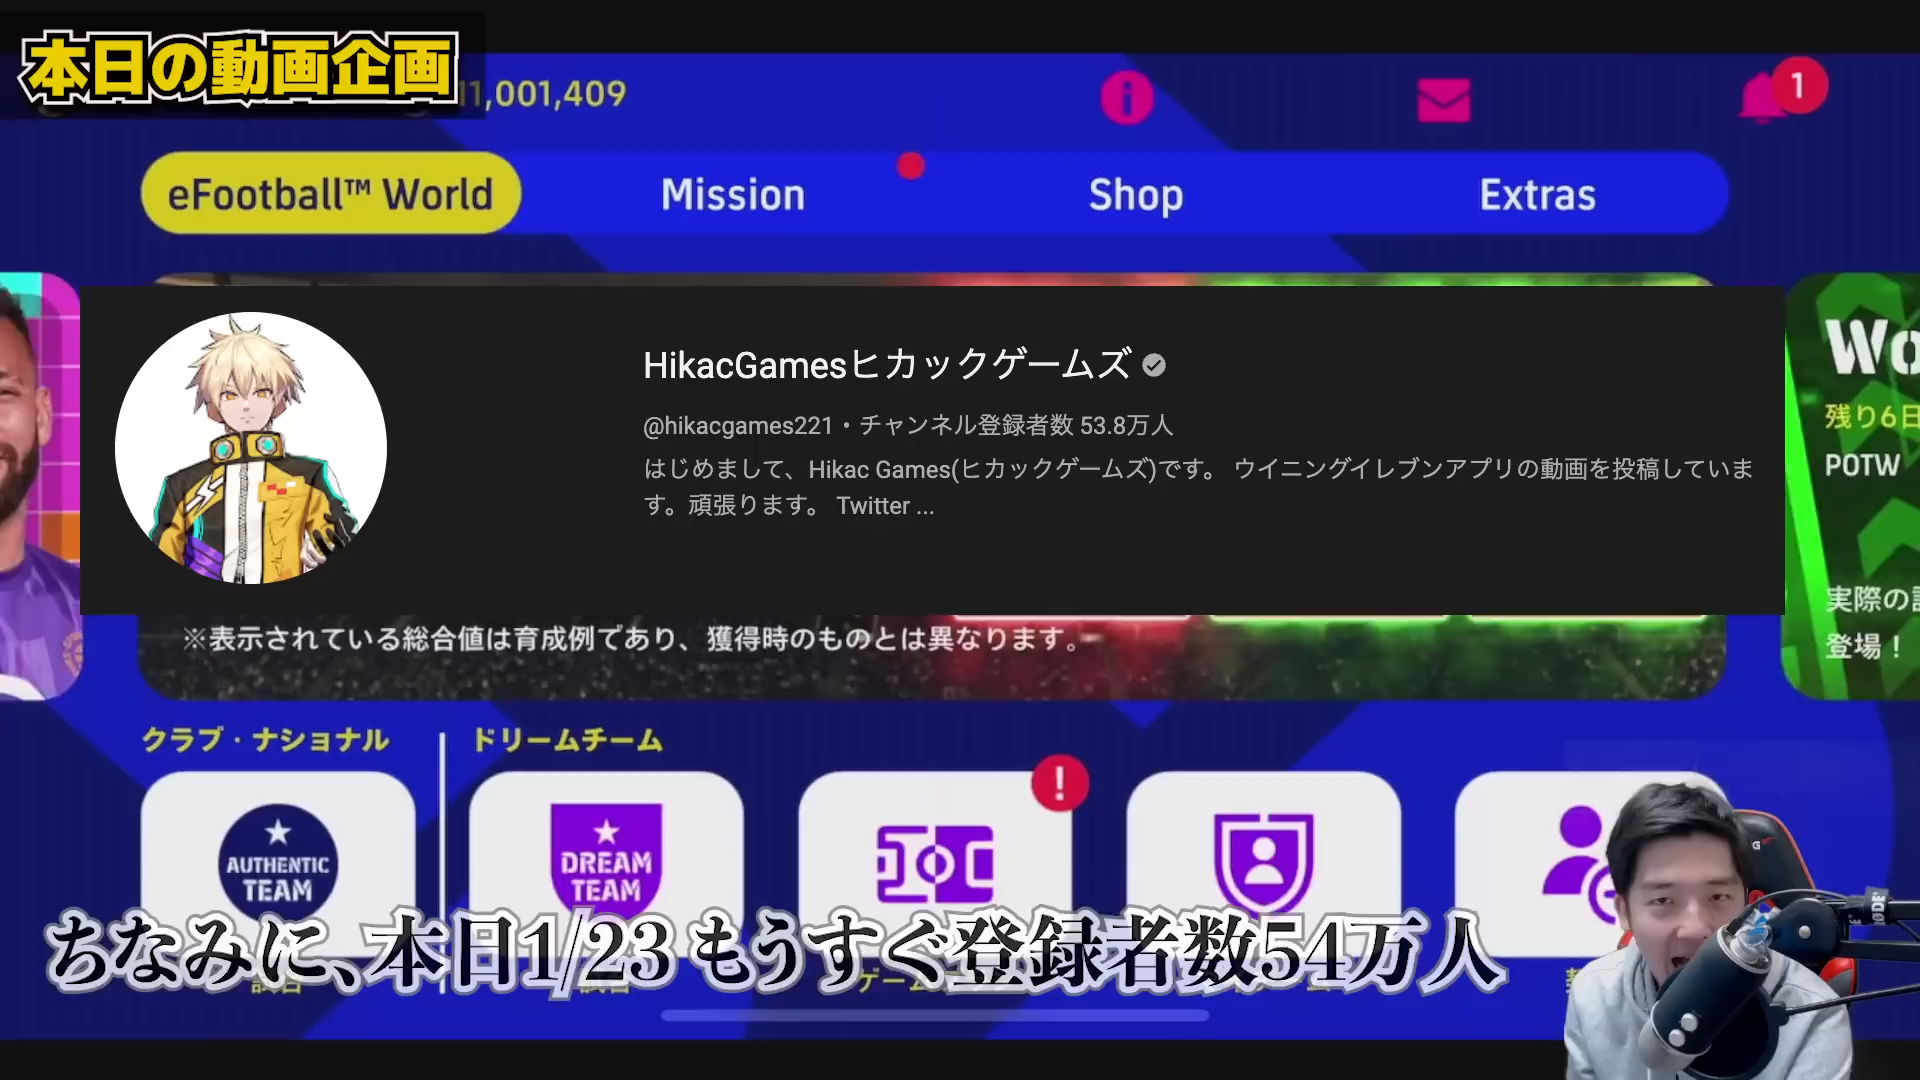 本日の動画企画
11,001,409
1
eFootball™ World
Mission
Shop
Extras
HikacGamesヒカックゲームズ
@hikacgames221・チャンネル登録者数 53.8万人
はじめまして、Hikac Games(ヒカックゲームズ)です。 ウイニングイレブンアプリの動画を投稿していま
す。頑張ります。 Twitter ...
Wo
残り6日
POTW
実際の
登場！
※表示されている総合値は育成例であり、獲得時のものとは異なります。
クラブ・ナショナル
ドリームチーム
AUTHENTIC
TEAM
DREAM
TEAM
!
ちなみに、本日1/23 もうすぐ登録者数54万人